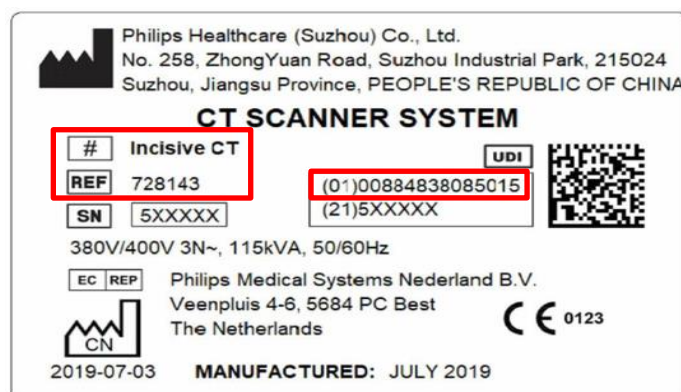 Philips Healthcare (Suzhou) Co., Ltd.
No. 258, ZhongYuan Road, Suzhou Industrial Park, 215024
Suzhou, Jiangsu Province, PEOPLE'S REPUBLIC OF CHINA
CT SCANNER SYSTEM
# Incisive CT
UDI
REF 728143
(01)00884838085015
SN 5XXXXX
(21)5XXXXX
380V/400V 3N~, 115kVA, 50/60Hz
EC REP Philips Medical Systems Nederland B.V.
Veenpluis 4-6, 5684 PC Best
The Netherlands
CN
CE 0123
2019-07-03 MANUFACTURED: JULY 2019